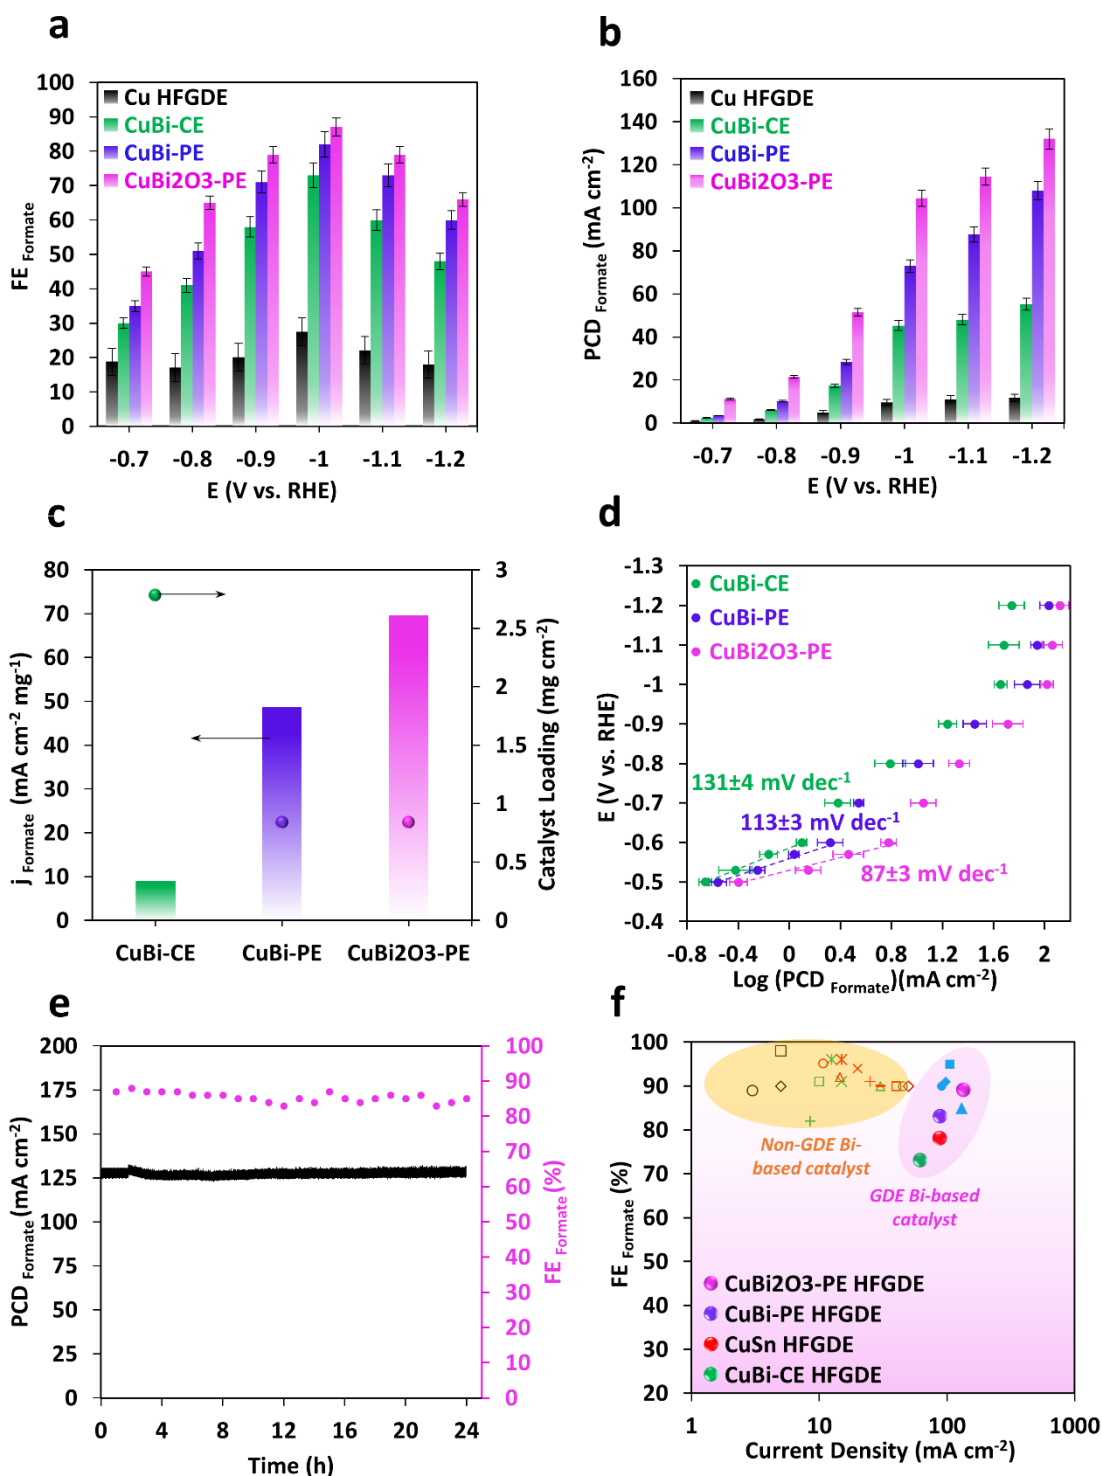 a
FE Formate
100
90
80
70
60
50
40
30
20
10
0
Cu HFGDE
CuBi-CE
CuBi-PE
CuBi2O3-PE
-0.7 -0.8 -0.9 -1 -1.1 -1.2
E (V vs. RHE)
b
PCD Formate (mA cm-2)
160
140
120
100
80
60
40
20
0
Cu HFGDE
CuBi-CE
CuBi-PE
CuBi2O3-PE
-0.7 -0.8 -0.9 -1 -1.1 -1.2
E (V vs. RHE)
c
j Formate (mA cm-2 mg-1)
80
70
60
50
40
30
20
10
0
3
2.5
2
1.5
1
0.5
0
Catalyst Loading (mg cm-2)
CuBi-CE CuBi-PE CuBi2O3-PE
d
E (V vs. RHE)
-1.3
-1.2
-1.1
-1
-0.9
-0.8
-0.7
-0.6
-0.5
-0.4
CuBi-CE
CuBi-PE
CuBi2O3-PE
131±4 mV dec-1
113±3 mV dec-1
87±3 mV dec-1
-0.8 -0.4 0 0.4 0.8 1.2 1.6 2
Log (PCD Formate)(mA cm-2)
e
PCD Formate (mA cm-2)
200
175
150
125
100
75
50
25
0
100
90
80
70
60
50
40
30
20
10
0
FE Formate (%)
0 4 8 12 16 20 24
Time (h)
f
FE Formate (%)
100
90
80
70
60
50
40
30
20
Non-GDE Bi-
based catalyst
GDE Bi-based
catalyst
CuBi2O3-PE HFGDE
CuBi-PE HFGDE
CuSn HFGDE
CuBi-CE HFGDE
1 10 100 1000
Current Density (mA cm-2)